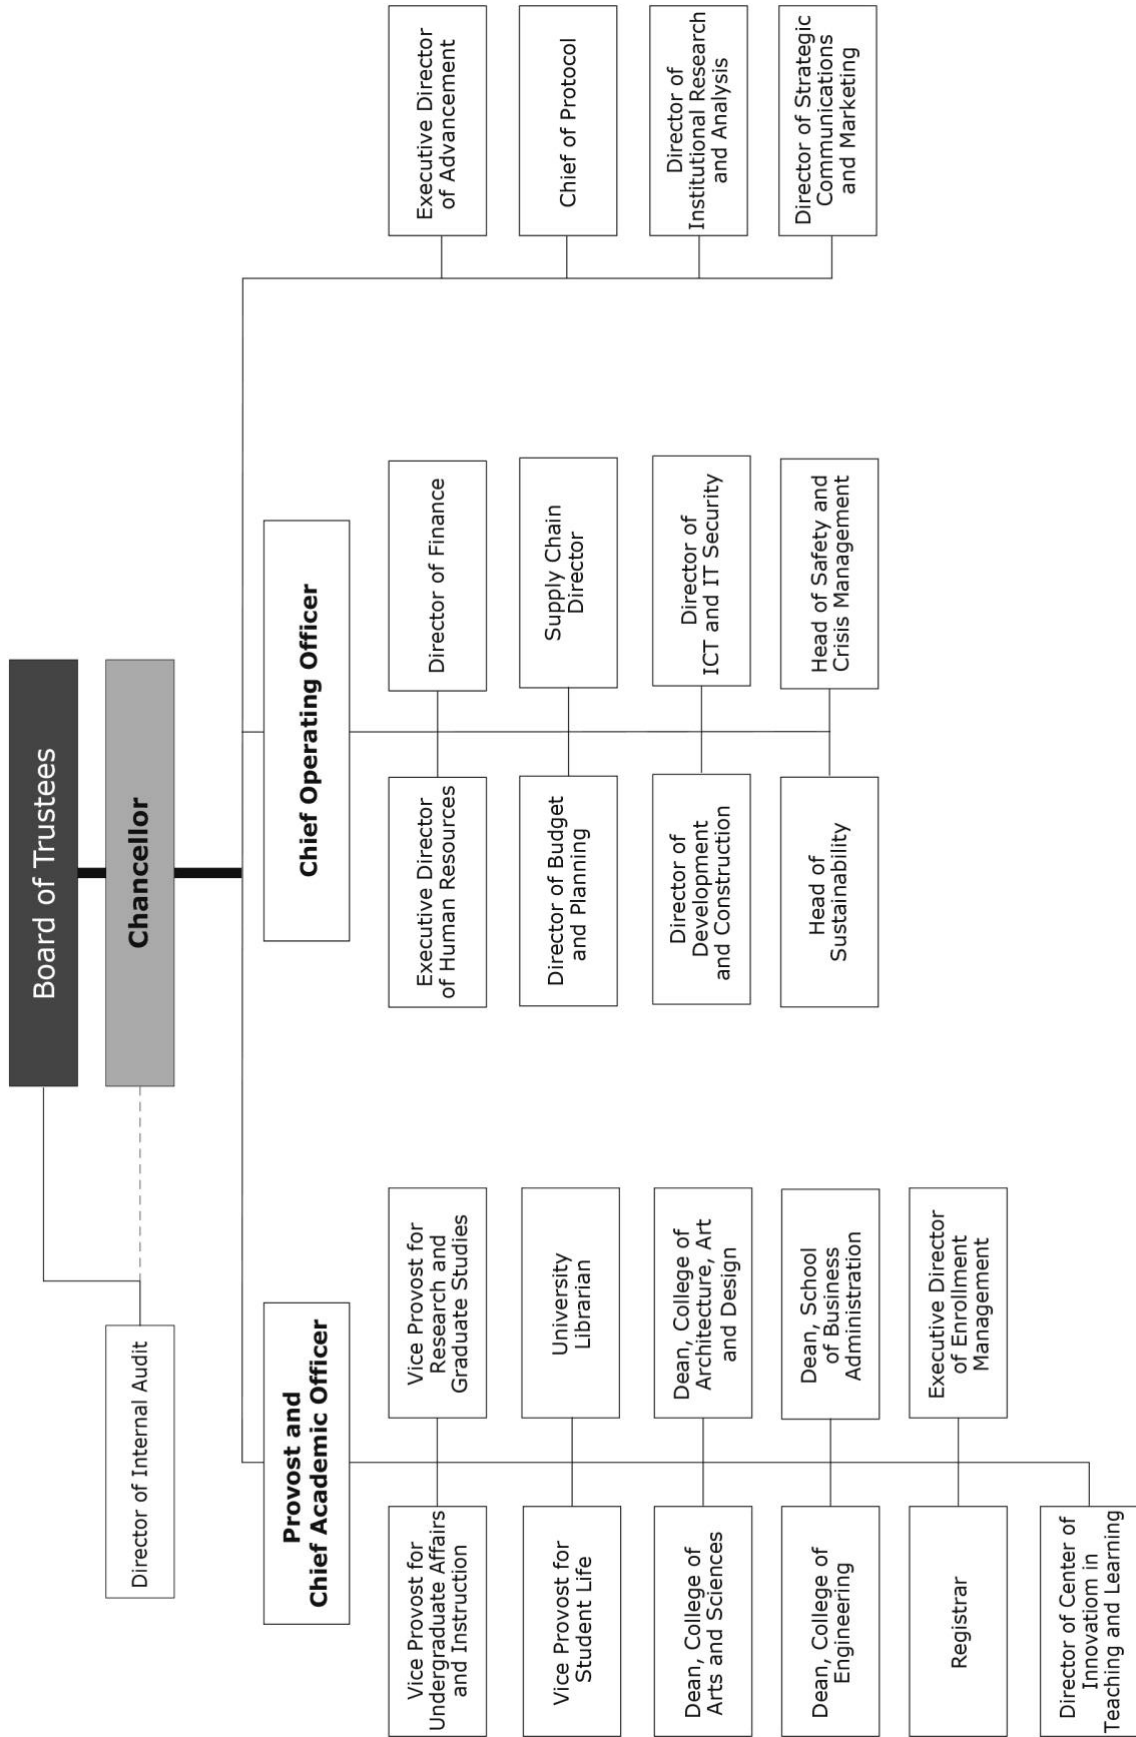 Board of Trustees
Chancellor
Director of Internal Audit
Provost and
Chief Academic Officer
Vice Provost for
Undergraduate Affairs
and Instruction
Vice Provost for
Research and
Graduate Studies
Vice Provost for
Student Life
University
Librarian
Dean, College of
Arts and Sciences
Dean, College of
Architecture, Art
and Design
Dean, College of
Engineering
Dean, School
of Business
Administration
Registrar
Executive Director
of Enrollment
Management
Director of Center of
Innovatiom in
Teaching and Learning
Chief Operating Officer
Executive Director
of Human Resources
Director of Finance
Director of Budget
and Planning
Supply Chain
Director
Director of
Development
and Construction
Director of
ICT and IT Security
Head of
Sustainability
Head of Safety and
Crisis Management
Executive Director
of Advancement
Chief of Protocol
Director of
Institutional Research
and Analysis
Director of Strategic
Communications
and Marketing